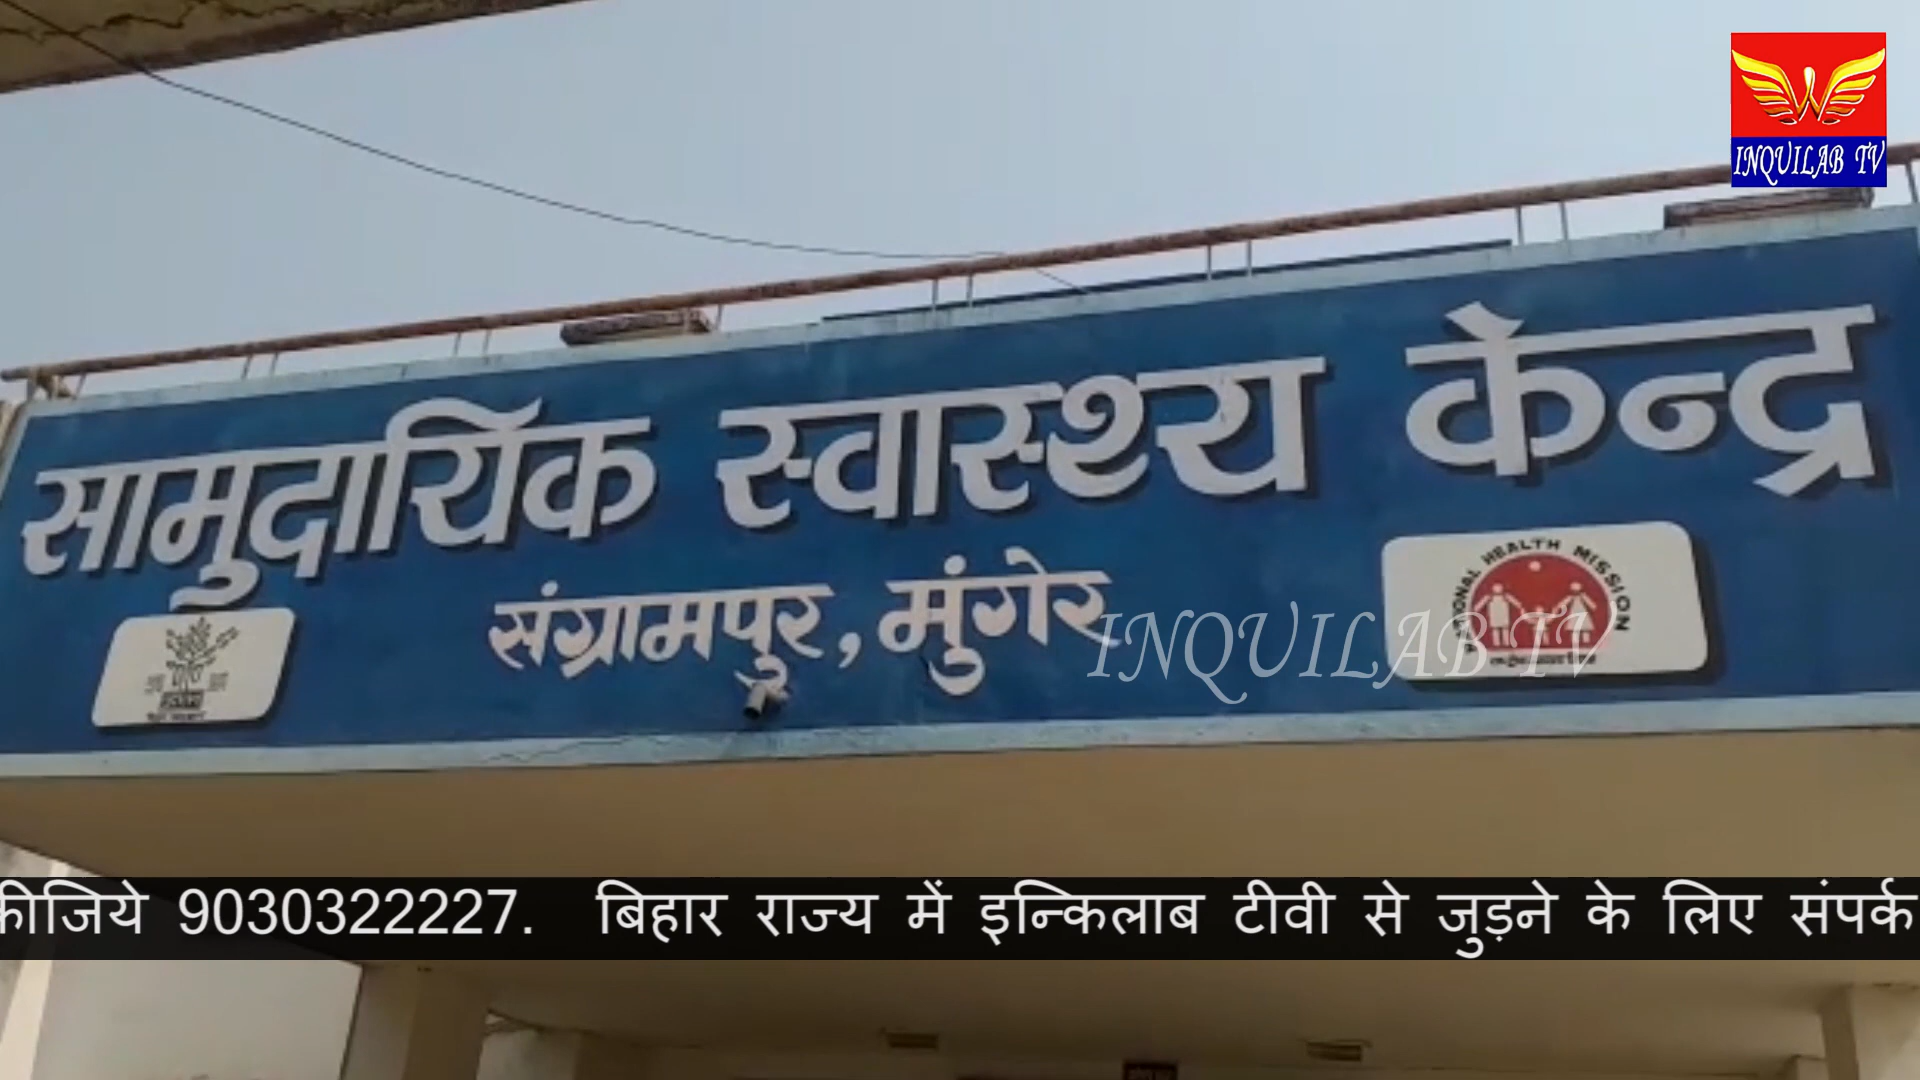 INQUILAB TV
सामुदायिक स्वास्थ्य केन्द्र
संग्रामपुर, मुंगेर
NATIONAL HEALTH MISSION
INQUILAB TV
कीजिये 9030322227. बिहार राज्य में इन्किलाब टीवी से जुड़ने के लिए संपर्क